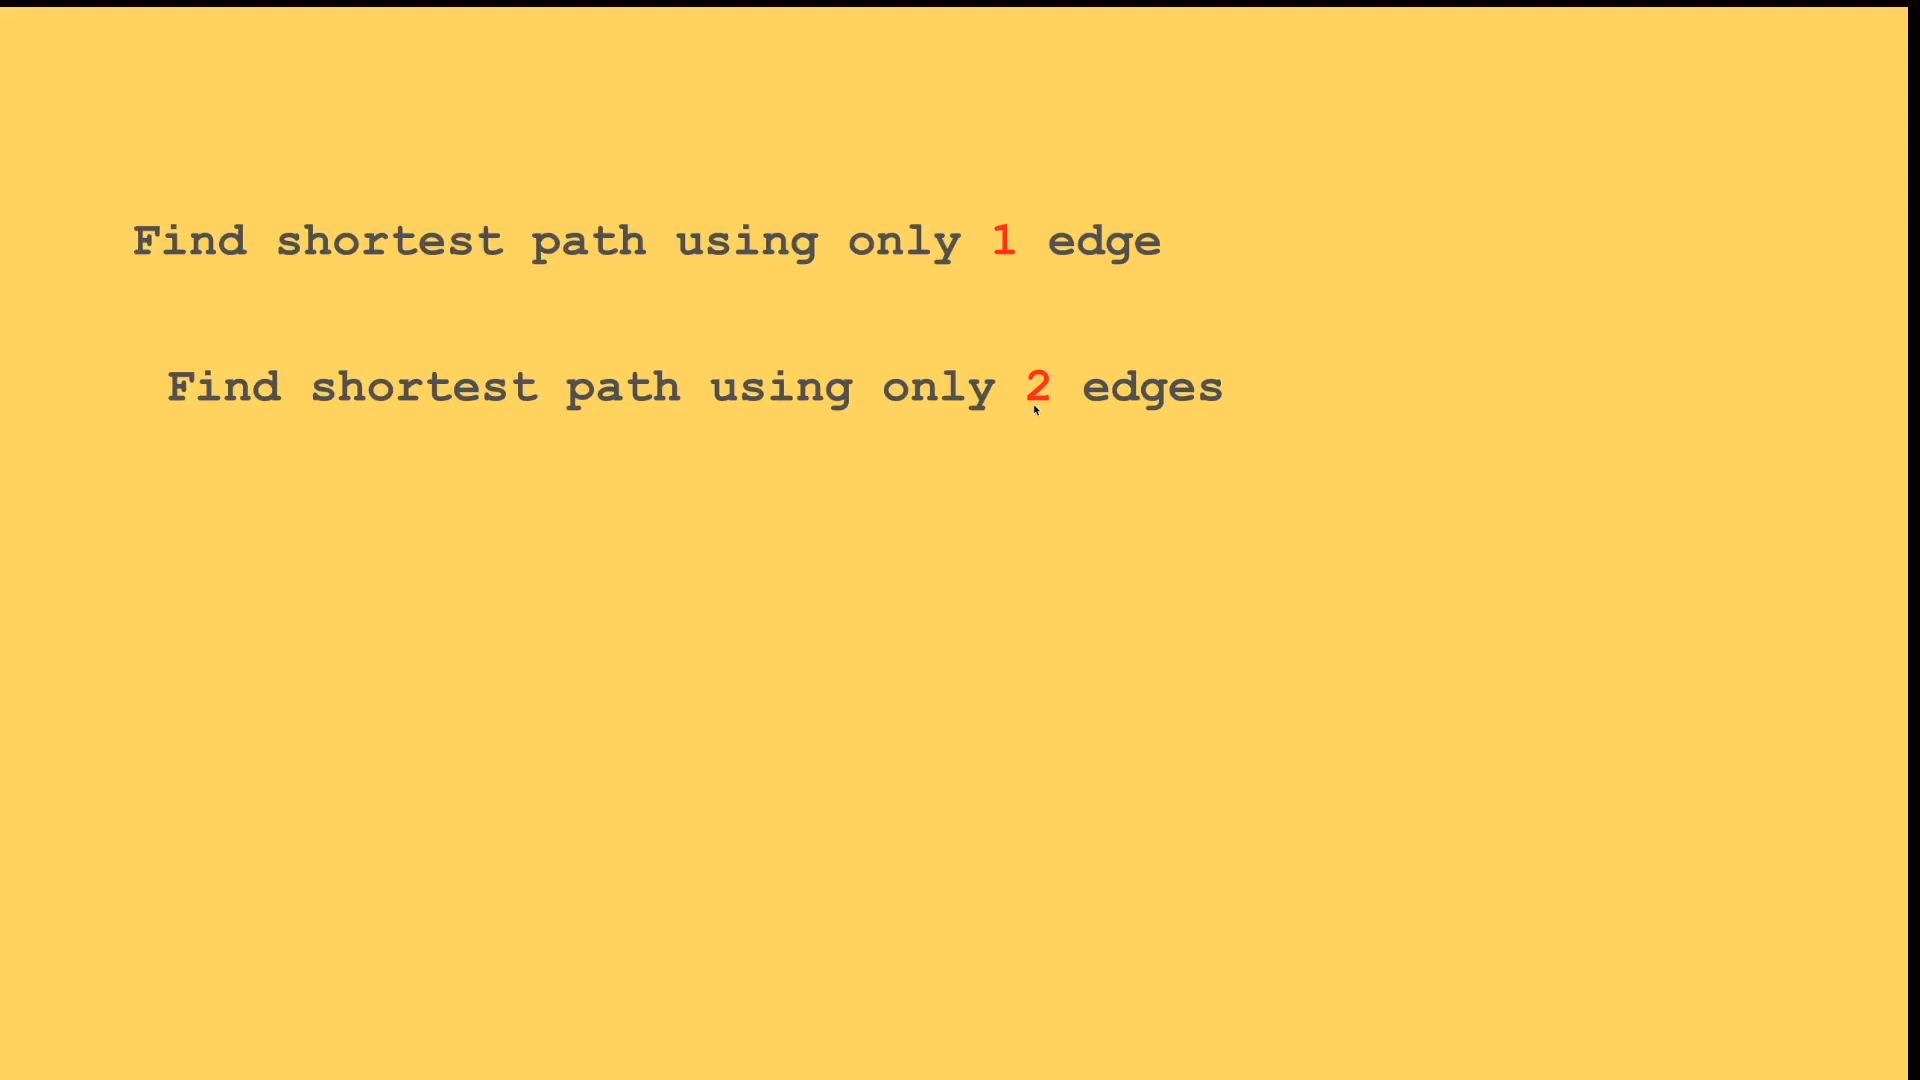 Find shortest path using only 1 edge
Find shortest path using only 2 edges